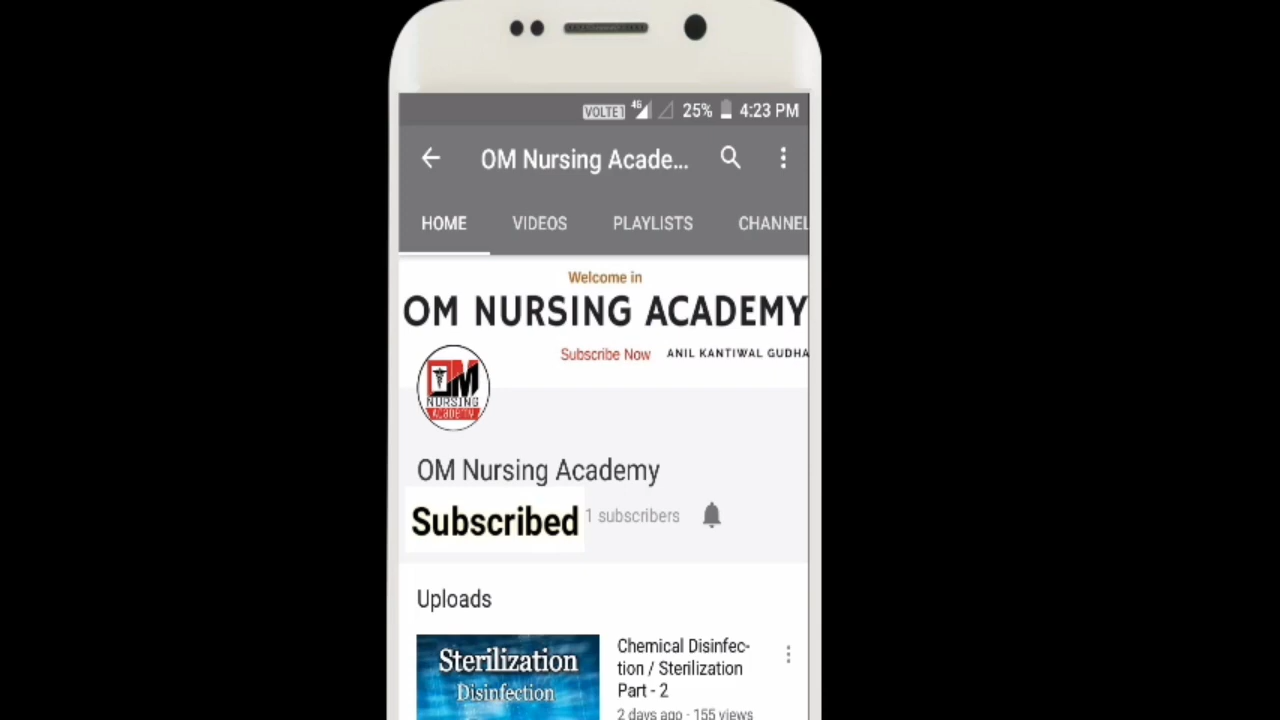 VOLTE1 4G 25% 4:23 PM
OM Nursing Acade...
HOME VIDEOS PLAYLISTS CHANNEL
Welcome in
OM NURSING ACADEMY
Subscribe Now ANIL KANTIWAL GUDHA
OM
NURSING
Academy
OM Nursing Academy
Subscribed 1 subscribers
Uploads
Sterilization
Disinfection
Chemical Disinfec-
tion / Sterilization
Part - 2
2 days ago · 155 views